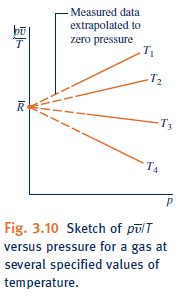 Measured data
extrapolated to
zero pressure
pv̅
T
T₁
T₂
R̅
T₃
T₄
p
Fig. 3.10 Sketch of pv̅/T
versus pressure for a gas at
several specified values of
temperature.